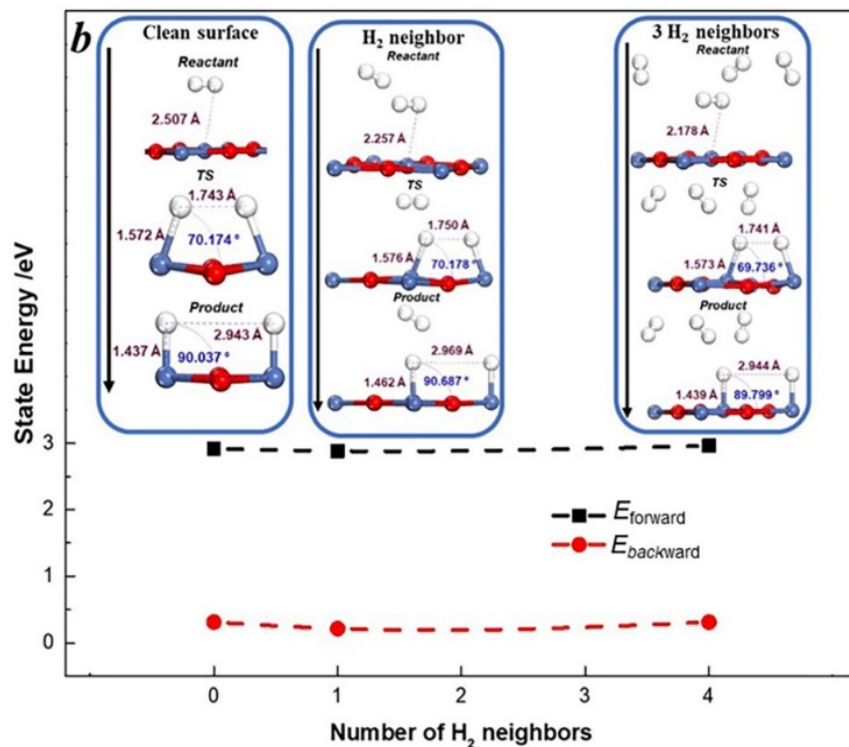 b
Clean surface
Reactant
2.507 Å
TS
1.743 Å
1.572 Å
70.174 °
Product
2.943 Å
1.437 Å
90.037 °
H₂ neighbor
Reactant
2.257 Å
TS
1.750 Å
1.576 Å
70.178 °
Product
2.969 Å
1.462 Å
90.687 °
3 H₂ neighbors
Reactant
2.178 Å
TS
1.741 Å
1.573 Å
69.736 °
Product
2.944 Å
1.439 Å
89.799 °
State Energy /eV
3
2
1
0
E forward
E backward
0
1
2
3
4
Number of H₂ neighbors